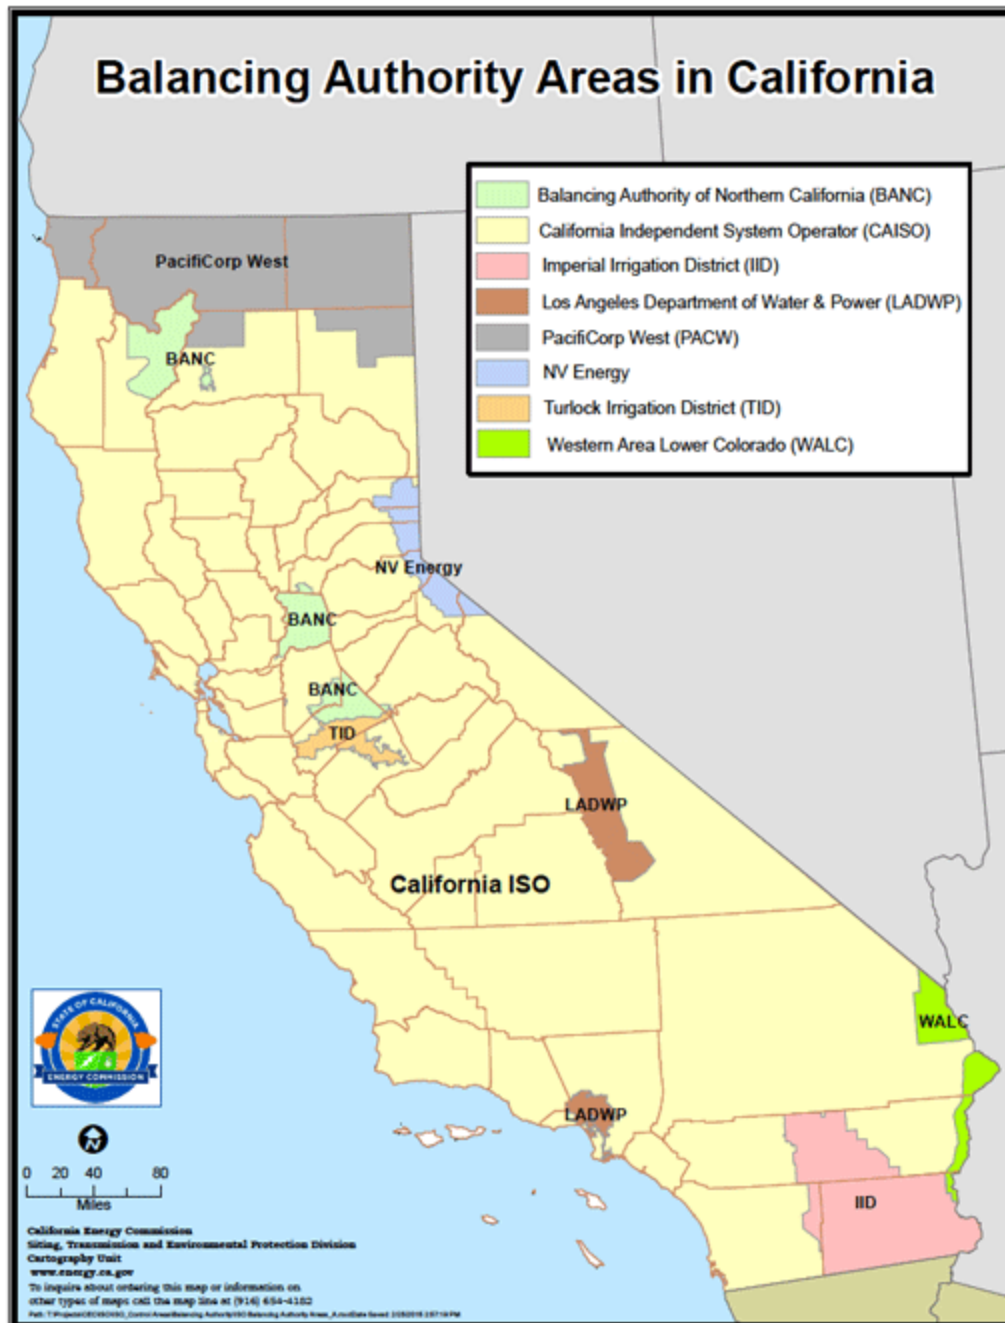 Balancing Authority Areas in California
Balancing Authority of Northern California (BANC)
California Independent System Operator (CAISO)
Imperial Irrigation District (IID)
Los Angeles Department of Water & Power (LADWP)
PacifiCorp West (PACW)
NV Energy
Turlock Irrigation District (TID)
Western Area Lower Colorado (WALC)
PacifiCorp West
BANC
NV Energy
BANC
BANC
TID
LADWP
California ISO
WALC
LADWP
IID
STATE OF CALIFORNIA
ENERGY COMMISSION
N
0 20 40 80
Miles
California Energy Commission
Siting, Transmission and Environmental Protection Division
Cartography Unit
www.energy.ca.gov
To inquire about ordering this map or information on
other types of maps call the map line at (916) 654-4182